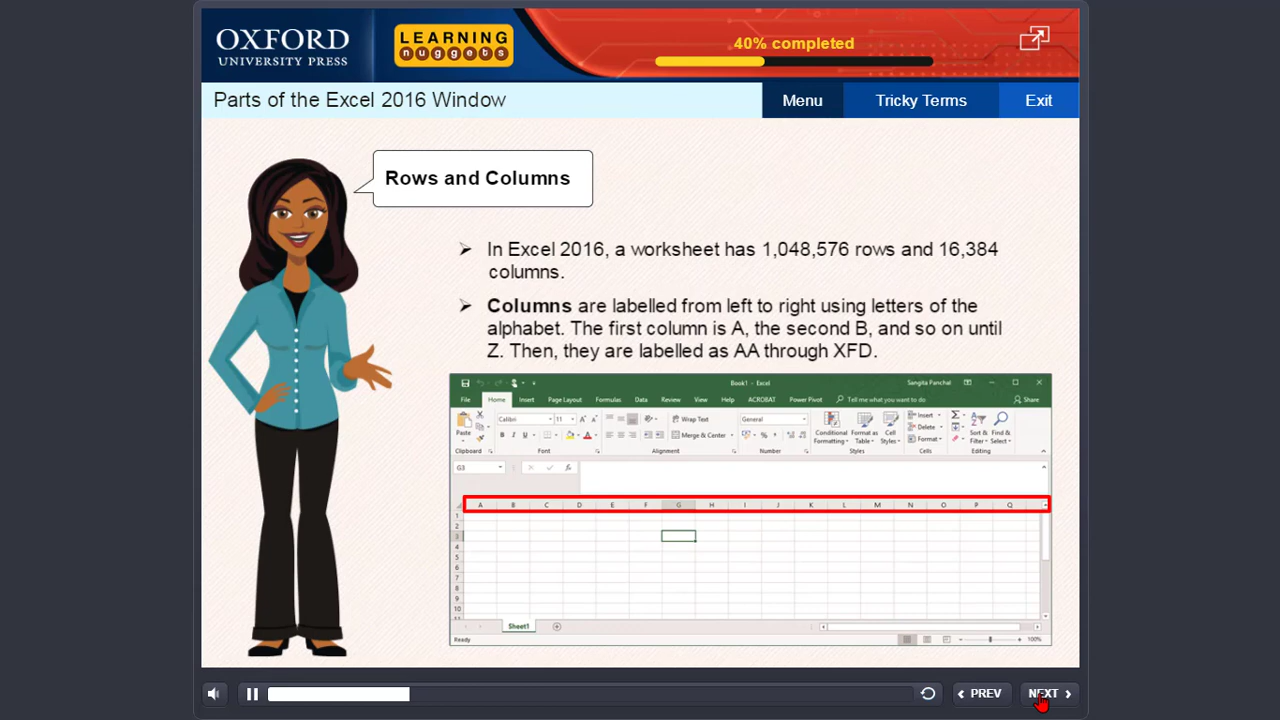 OXFORD
UNIVERSITY PRESS
LEARNING
nuggets
40% completed
Parts of the Excel 2016 Window
Menu
Tricky Terms
Exit
Rows and Columns
In Excel 2016, a worksheet has 1,048,576 rows and 16,384
columns.
Columns are labelled from left to right using letters of the
alphabet. The first column is A, the second B, and so on until
Z. Then, they are labelled as AA through XFD.
Book1 - Excel
Sangita Panchal
File Home Insert Page Layout Formulas Data Review View Help ACROBAT Power Pivot Tell me what you want to do Share
Paste
Calibri 11
B I U
Wrap Text
Merge & Center
General
Conditional Formatting
Format as Table
Cell Styles
Insert
Delete
Format
Sort & Filter
Find & Select
Clipboard Font Alignment Number Styles Cells Editing
G3
fx
A B C D E F G H I J K L M N O P Q
1
2
3
4
5
6
7
8
9
10
11
Sheet1
Ready
100%
PREV
NEXT